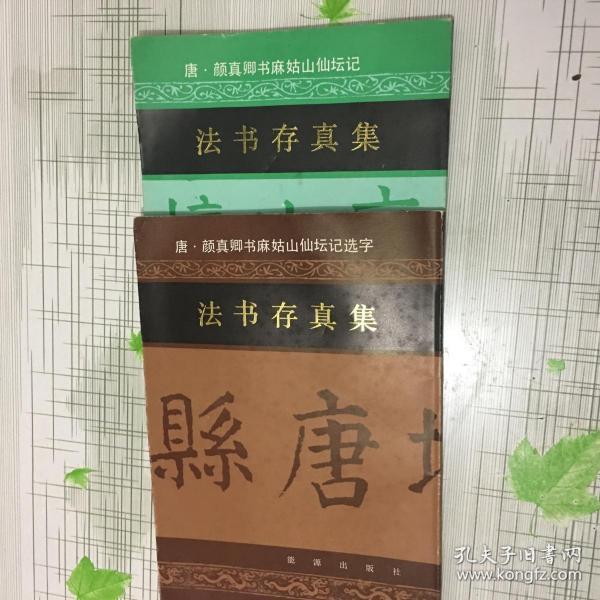 唐·颜真卿书麻姑山仙坛记
法书存真集
唐·颜真卿书麻姑山仙坛记选字
法书存真集
縣唐
能源出版社
孔夫子旧書网
www.kongfz.com